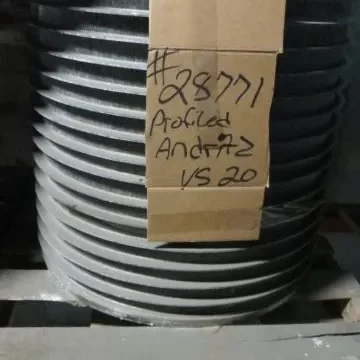 #28771
Profiled
Andritz
VS 20